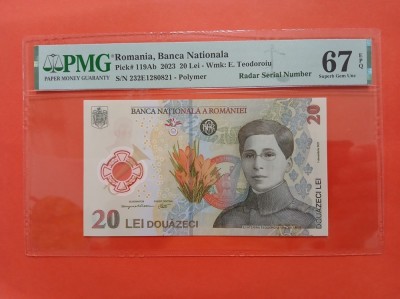 PMG
PAPER MONEY GUARANTY
Romania, Banca Nationala
Pick# 119Ab 2023 20 Lei - Wmk: E. Teodoroiu
S/N 232E1280821 - Polymer
Radar Serial Number
67 EPQ
Superb Gem Unc
BANCA NAȚIONALĂ A ROMÂNIEI
20
20 LEI DOUĂZECI
DOUĂZECI LEI